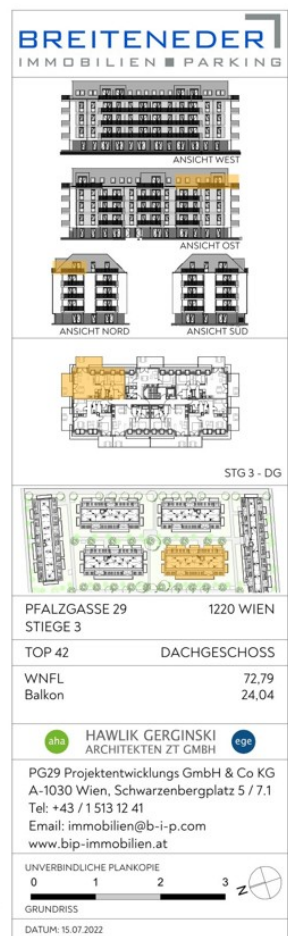 BREITENEDER
IMMOBILIEN PARKING
ANSICHT WEST
ANSICHT OST
ANSICHT NORD ANSICHT SÜD
STG 3 - DG
PFALZGASSE 29 1220 WIEN
STIEGE 3
TOP 42 DACHGESCHOSS
WNFL 72,79
Balkon 24,04
aha HAWLIK GERGINSKI ege
ARCHITEKTEN ZT GMBH
PG29 Projektentwicklungs GmbH & Co KG
A-1030 Wien, Schwarzenbergplatz 5 / 7.1
Tel: +43 / 1 513 12 41
Email: immobilien@b-i-p.com
www.bip-immobilien.at
UNVERBINDLICHE PLANKOPIE
0 1 2 3 N
GRUNDRISS
DATUM: 15.07.2022